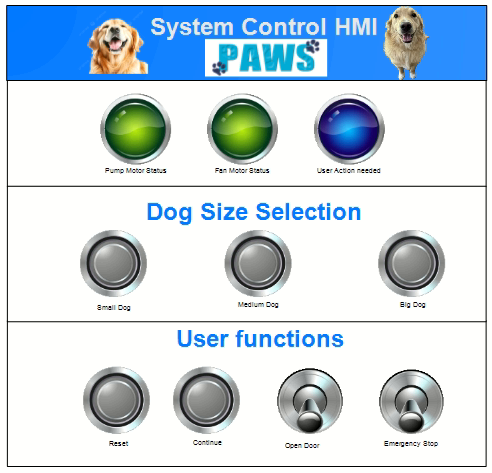 System Control HMI
PAWS
Pump Motor Status
Fan Motor Status
User Action needed
Dog Size Selection
Small Dog
Medium Dog
Big Dog
User functions
Reset
Continue
Open Door
Emergency Stop